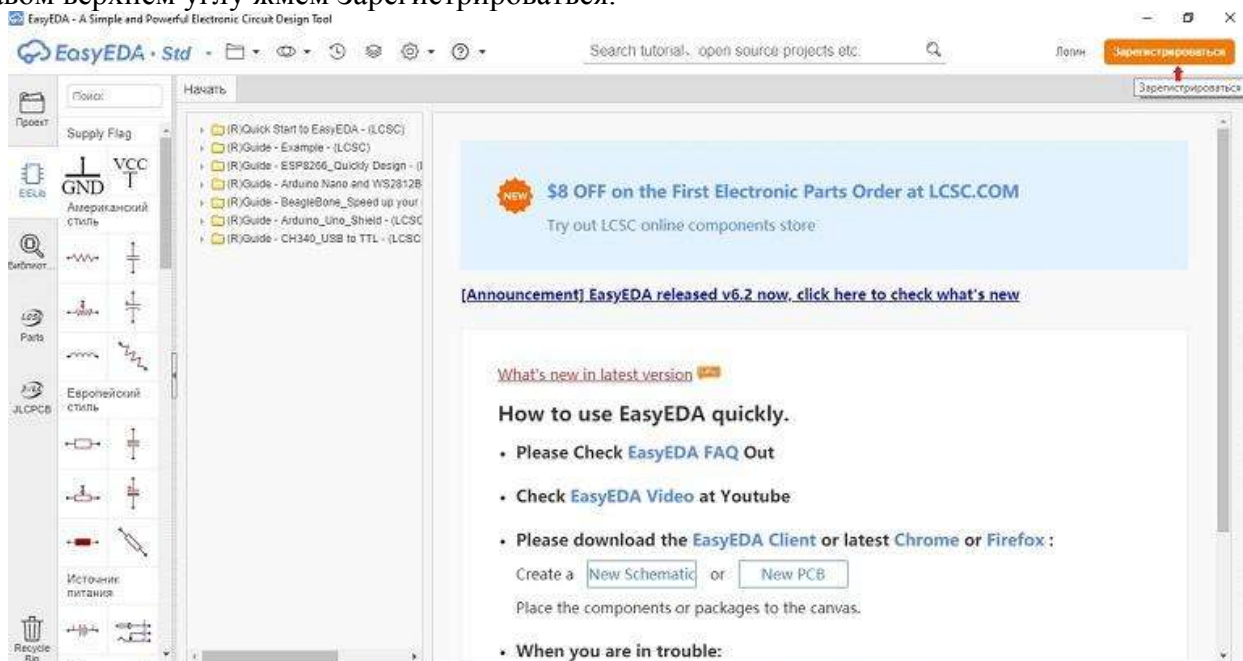 верхнем углу жмем Зарегистрироваться.
EasyEDA - A Simple and Powerful Electronic Circuit Design Tool
EasyEDA · Std
Search tutorial, open source projects etc.
Логин
Зарегистрироваться
Зарегистрироваться
Проект
EELib
Parts
JLCPCB
Recycle
Bin
Поиск
Supply Flag
GND
VCC
Американский
стиль
Европейский
стиль
Источник
питания
Начать
(R)Quick Start to EasyEDA - (LCSC)
(R)Guide - Example - (LCSC)
(R)Guide - ESP8266_Quickly Design - (
(R)Guide - Arduino Nano and WS2812B
(R)Guide - BeagleBone_Speed up your
(R)Guide - Arduino_Uno_Shield - (LCSC
(R)Guide - CH340_USB to TTL - (LCSC
NEW
$8 OFF on the First Electronic Parts Order at LCSC.COM
Try out LCSC online components store
[Announcement] EasyEDA released v6.2 now, click here to check what's new
What's new in latest version
How to use EasyEDA quickly.
• Please Check EasyEDA FAQ Out
• Check EasyEDA Video at Youtube
• Please download the EasyEDA Client or latest Chrome or Firefox :
Create a New Schematic or New PCB
Place the components or packages to the canvas.
• When you are in trouble: